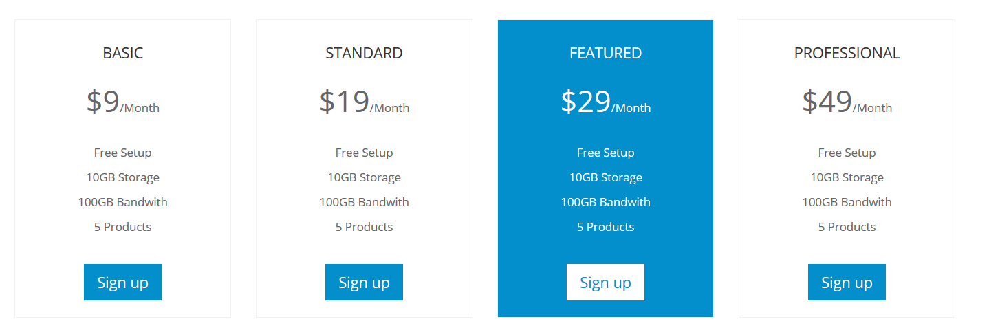 BASIC
$9/Month
Free Setup
10GB Storage
100GB Bandwith
5 Products
Sign up
STANDARD
$19/Month
Free Setup
10GB Storage
100GB Bandwith
5 Products
Sign up
FEATURED
$29/Month
Free Setup
10GB Storage
100GB Bandwith
5 Products
Sign up
PROFESSIONAL
$49/Month
Free Setup
10GB Storage
100GB Bandwith
5 Products
Sign up